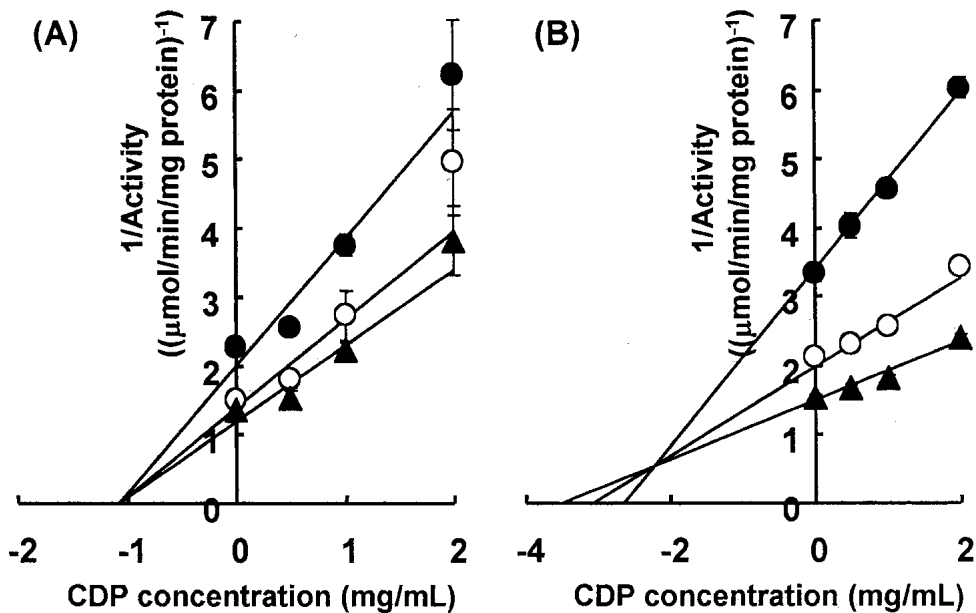 (A)
1/Activity
((μmol/min/mg protein)⁻¹
7
6
5
4
3
2
1
0
-2 -1 0 1 2
CDP concentration (mg/mL)
(B)
1/Activity
((μmol/min/mg protein)⁻¹
7
6
5
4
3
2
1
0
-4 -2 0 2
CDP concentration (mg/mL)